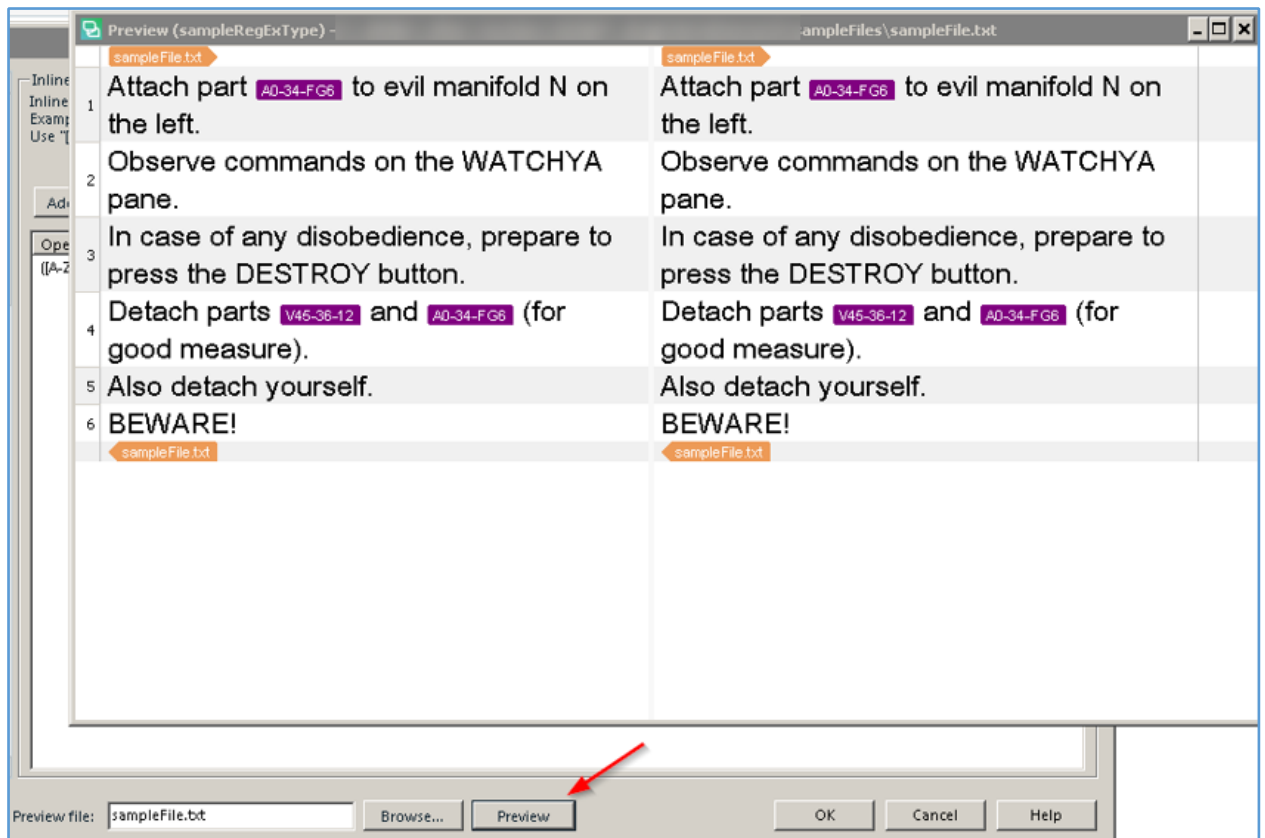 Preview (sampleRegExType) - ampleFiles\sampleFile.txt
sampleFile.txt sampleFile.txt
Inline
Inline
Examp
Use "[
Add
Ope
([A-Z
1 Attach part A0-34-FG6 to evil manifold N on
the left.
Attach part A0-34-FG6 to evil manifold N on
the left.
2 Observe commands on the WATCHYA
pane.
Observe commands on the WATCHYA
pane.
3 In case of any disobedience, prepare to
press the DESTROY button.
In case of any disobedience, prepare to
press the DESTROY button.
4 Detach parts V45-36-12 and A0-34-FG6 (for
good measure).
Detach parts V45-36-12 and A0-34-FG6 (for
good measure).
5 Also detach yourself.
Also detach yourself.
6 BEWARE!
BEWARE!
sampleFile.txt sampleFile.txt
Preview file: sampleFile.txt Browse... Preview OK Cancel Help